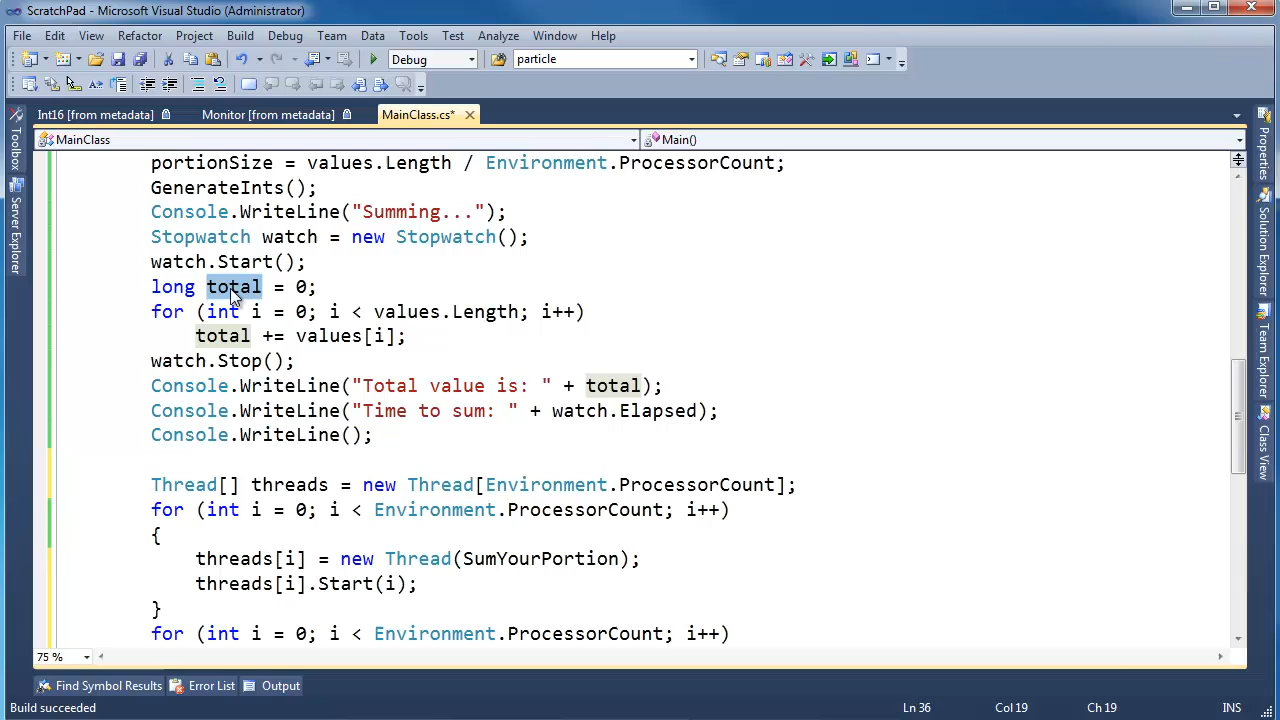 ScratchPad - Microsoft Visual Studio (Administrator)
File Edit View Refactor Project Build Debug Team Data Tools Test Analyze Window Help
Debug particle
Int16 [from metadata] Monitor [from metadata] MainClass.cs*
MainClass Main()
portionSize = values.Length / Environment.ProcessorCount;
GenerateInts();
Console.WriteLine("Summing...");
Stopwatch watch = new Stopwatch();
watch.Start();
long total = 0;
for (int i = 0; i < values.Length; i++)
total += values[i];
watch.Stop();
Console.WriteLine("Total value is: " + total);
Console.WriteLine("Time to sum: " + watch.Elapsed);
Console.WriteLine();
Thread[] threads = new Thread[Environment.ProcessorCount];
for (int i = 0; i < Environment.ProcessorCount; i++)
{
threads[i] = new Thread(SumYourPortion);
threads[i].Start(i);
}
for (int i = 0; i < Environment.ProcessorCount; i++)
75 %
Toolbox
Server Explorer
Properties
Solution Explorer
Team Explorer
Class View
Find Symbol Results Error List Output
Build succeeded Ln 36 Col 19 Ch 19 INS